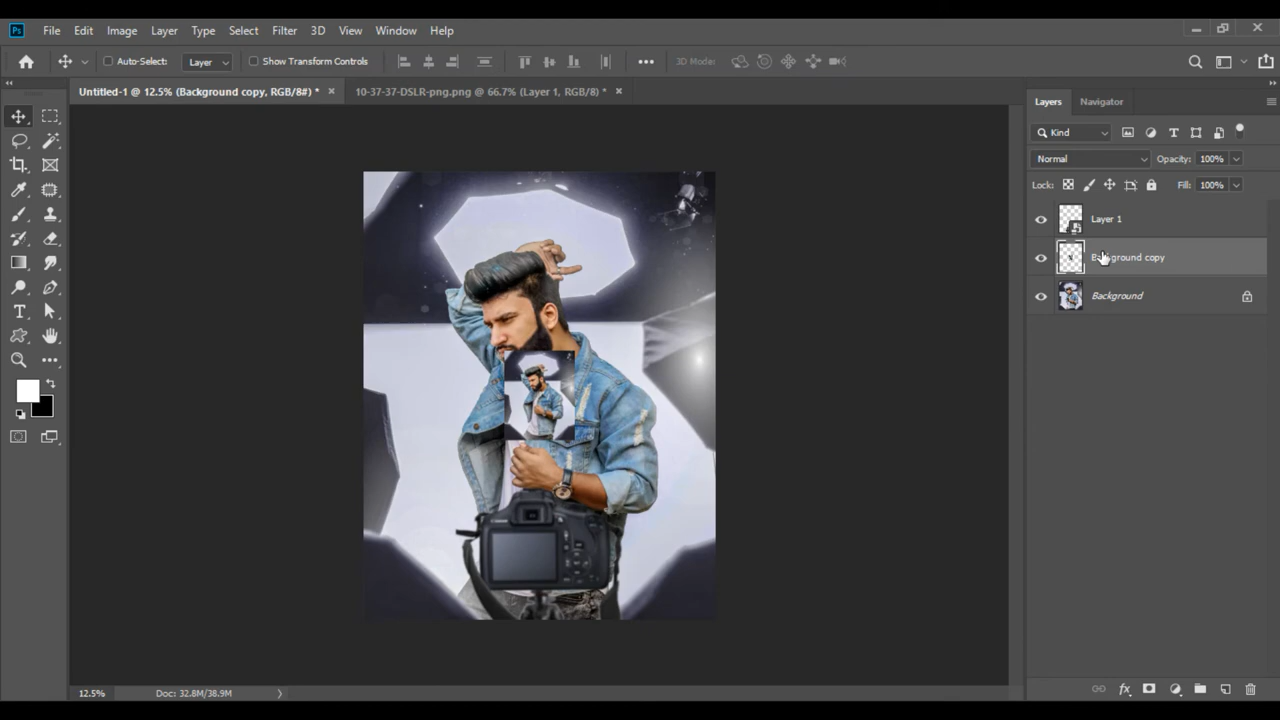 Ps File Edit Image Layer Type Select Filter 3D View Window Help
Auto-Select: Layer Show Transform Controls 3D Mode:
Untitled-1 @ 12.5% (Background copy, RGB/8#) * 10-37-37-DSLR-png.png @ 66.7% (Layer 1, RGB/8) *
Layers Navigator
Kind
Normal Opacity: 100%
Lock: Fill: 100%
Layer 1
Background copy
Background
12.5% Doc: 32.8M/38.9M
fx